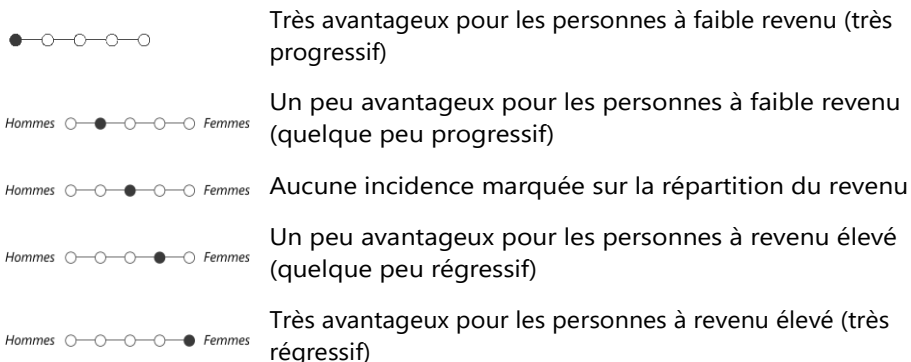 Très avantageux pour les personnes à faible revenu (très
progressif)
Un peu avantageux pour les personnes à faible revenu
Hommes Femmes
(quelque peu progressif)
Hommes Femmes Aucune incidence marquée sur la répartition du revenu
Un peu avantageux pour les personnes à revenu élevé
Hommes Femmes
(quelque peu régressif)
Très avantageux pour les personnes à revenu élevé (très
Hommes Femmes
régressif)